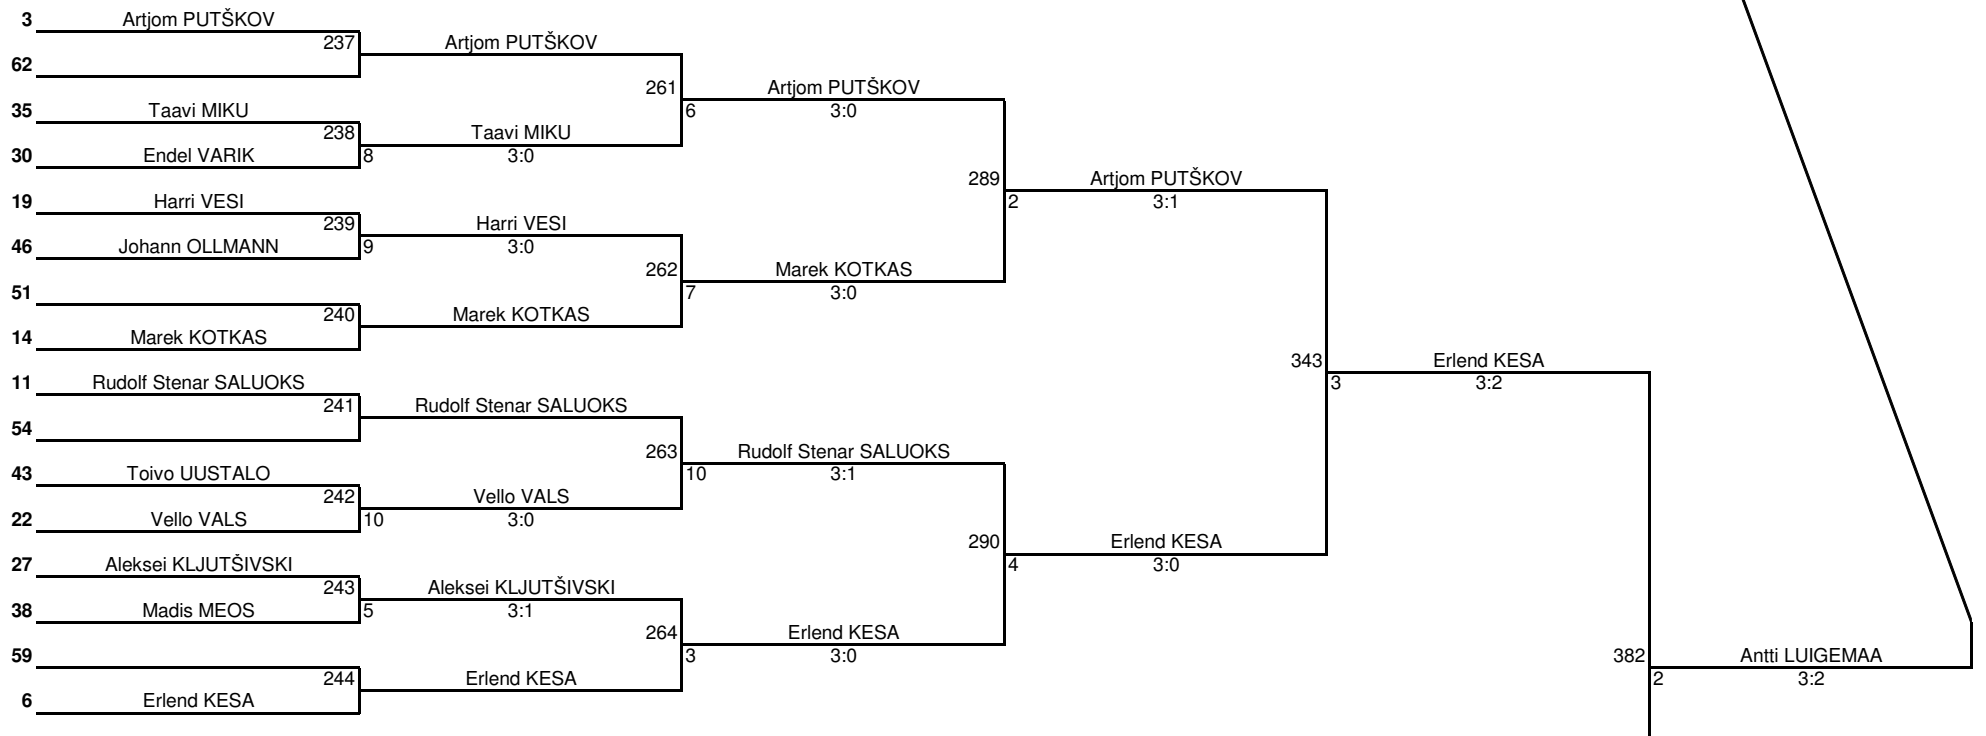 3 Artjom PUTŠKOV
237 Artjom PUTŠKOV
62
261 Artjom PUTŠKOV
35 Taavi MIKU
6 3:0
238 Taavi MIKU
30 Endel VARIK
8 3:0
289 Artjom PUTŠKOV
19 Harri VESI
2 3:1
239 Harri VESI
46 Johann OLLMANN
9 3:0
262 Marek KOTKAS
51
7 3:0
240 Marek KOTKAS
14 Marek KOTKAS
343 Erlend KESA
11 Rudolf Stenar SALUOKS
3 3:2
241 Rudolf Stenar SALUOKS
54
263 Rudolf Stenar SALUOKS
43 Toivo UUSTALO
10 3:1
242 Vello VALS
22 Vello VALS
10 3:0
290 Erlend KESA
27 Aleksei KLJUTŠIVSKI
4 3:0
243 Aleksei KLJUTŠIVSKI
38 Madis MEOS
5 3:1
264 Erlend KESA
59
3 3:0
382 Antti LUIGEMAA
244 Erlend KESA
2 3:2
6 Erlend KESA